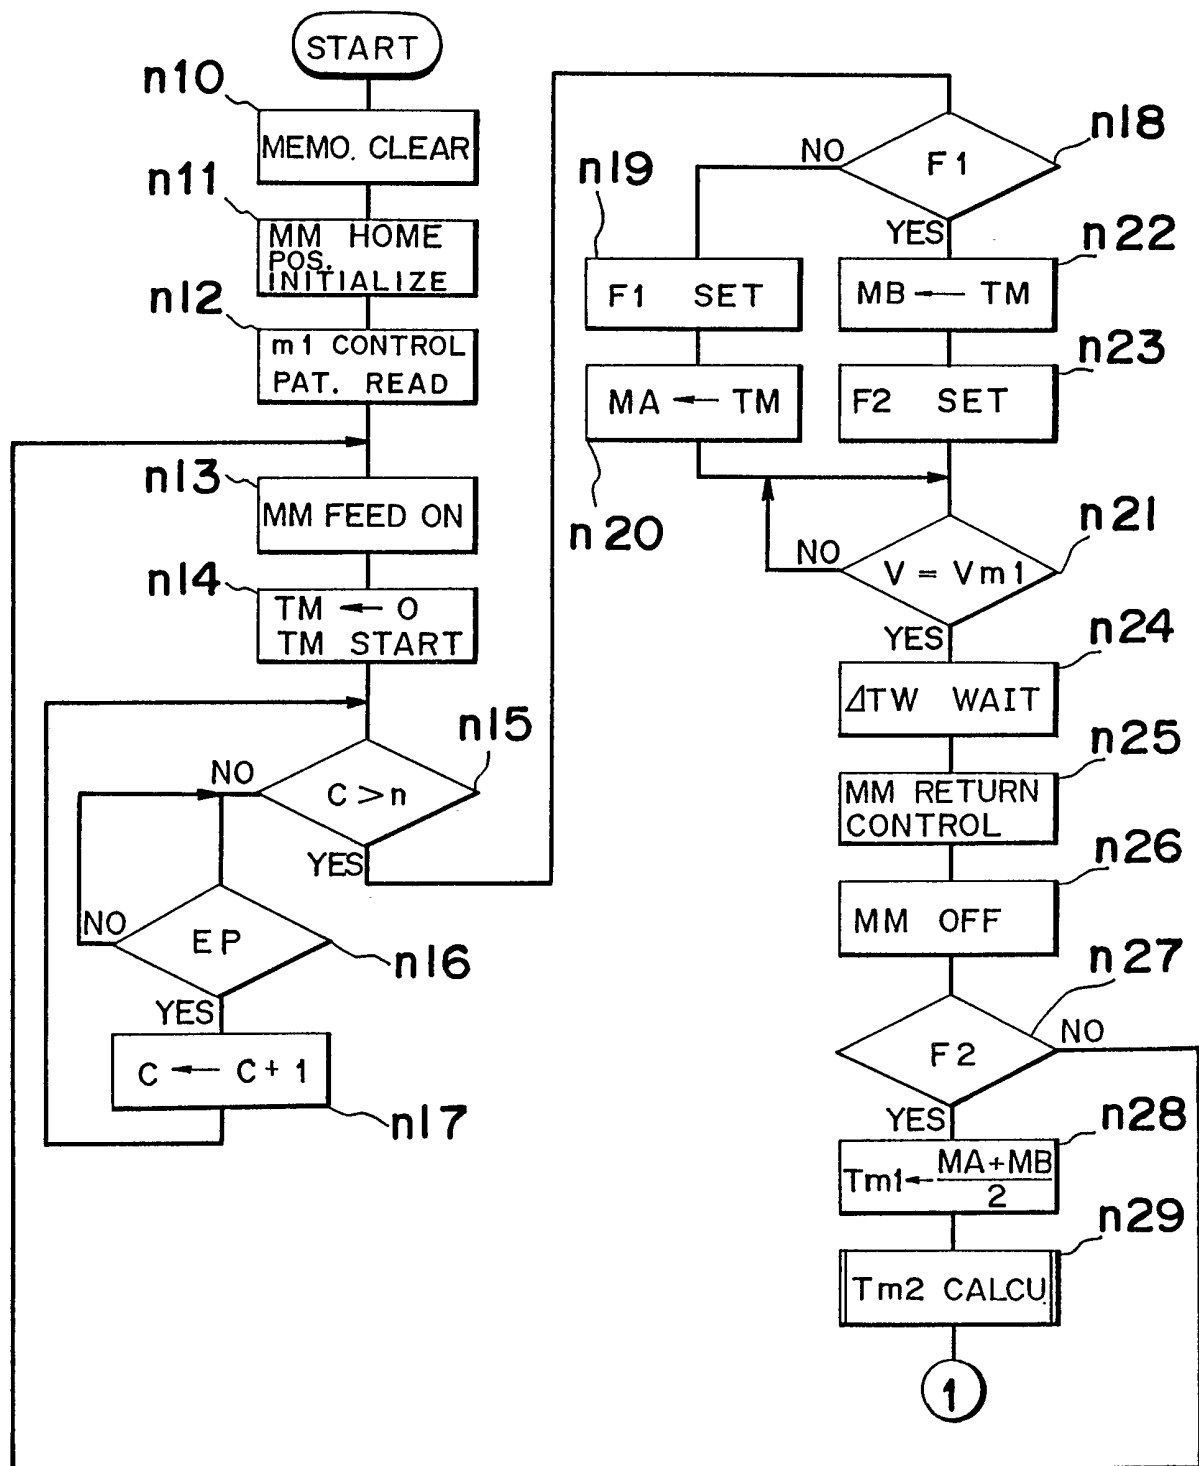 START
n10
MEMO. CLEAR
n11
MM HOME
POS.
INITIALIZE
n12
m1 CONTROL
PAT. READ
n13
MM FEED ON
n14
TM ← 0
TM START
n15
NO
C > n
YES
NO
EP
n16
YES
C ← C + 1
n17
n18
NO
F1
YES
n19
F1 SET
MA ← TM
n20
n22
MB ← TM
n23
F2 SET
n21
NO
V = Vm1
YES
n24
⊿TW WAIT
n25
MM RETURN
CONTROL
n26
MM OFF
n27
F2
NO
YES
n28
Tm1 ← MA+MB
2
n29
Tm2 CALCU.
1